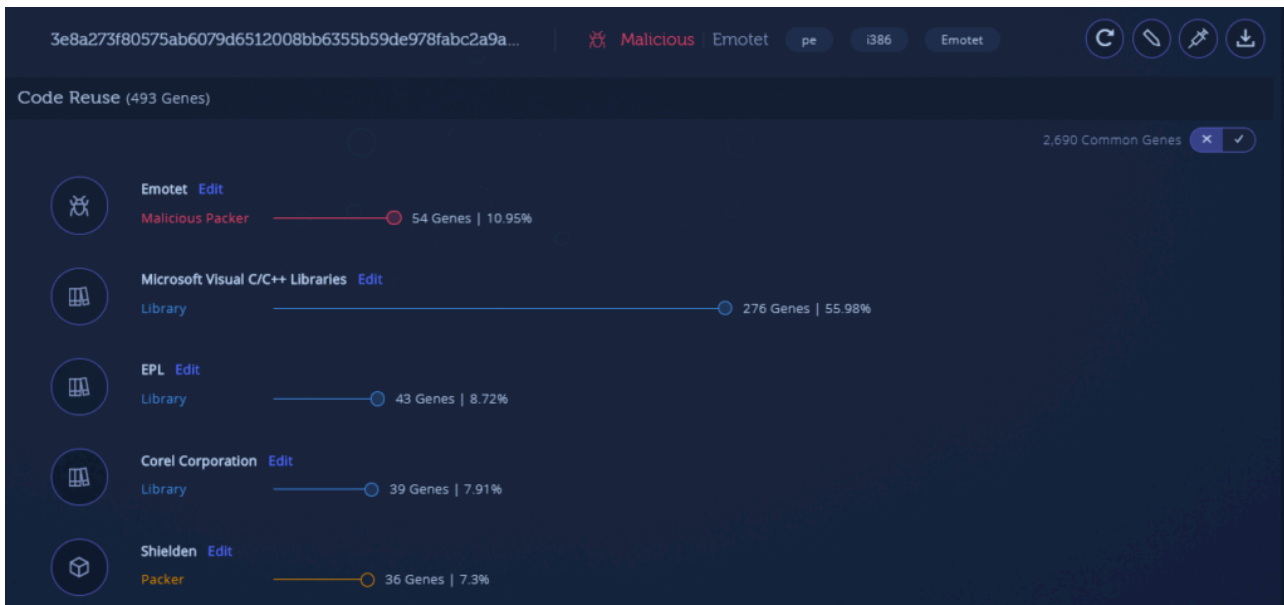 3e8a273f80575ab6079d6512008bb6355b59de978fabc2a9a... Malicious Emotet pe i386 Emotet
Code Reuse (493 Genes)
2,690 Common Genes
Emotet Edit
Malicious Packer 54 Genes | 10.95%
Microsoft Visual C/C++ Libraries Edit
Library 276 Genes | 55.98%
EPL Edit
Library 43 Genes | 8.72%
Corel Corporation Edit
Library 39 Genes | 7.91%
Shielden Edit
Packer 36 Genes | 7.3%